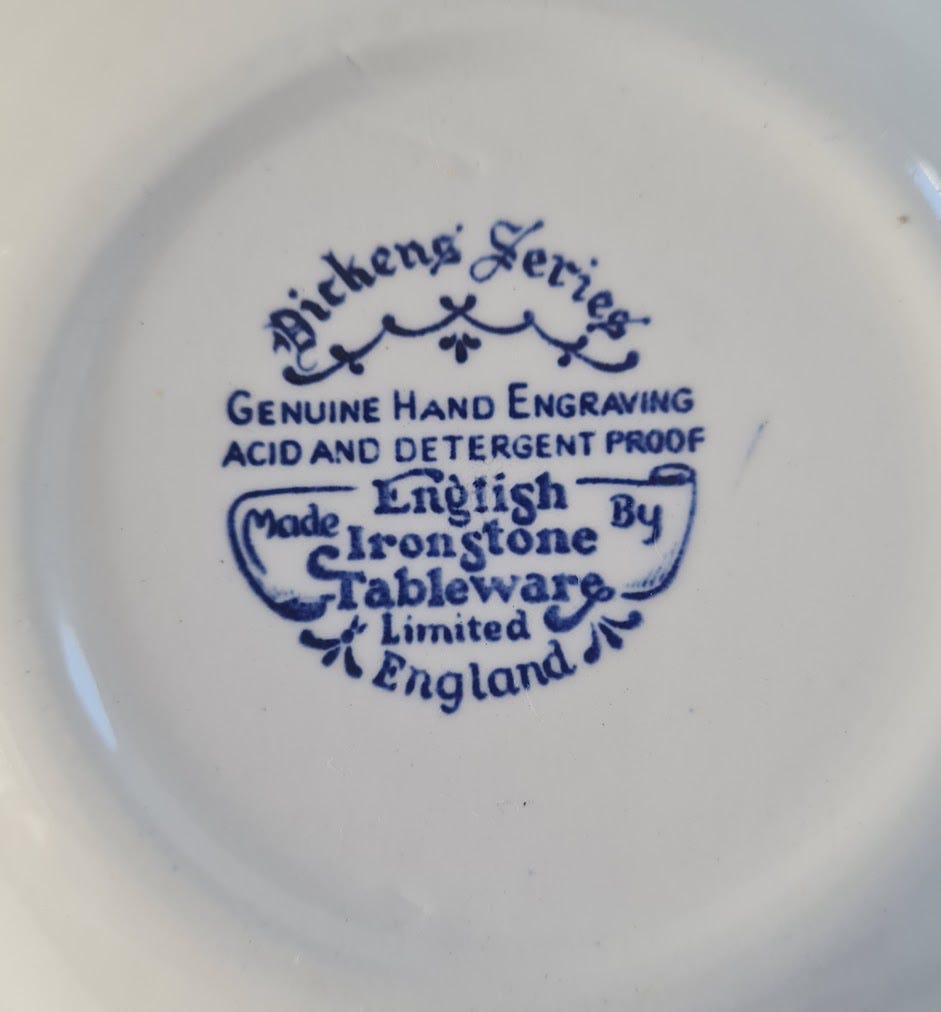 Dickens' Series
GENUINE HAND ENGRAVING
ACID AND DETERGENT PROOF
Made English By
Ironstone
Tableware
Limited
England